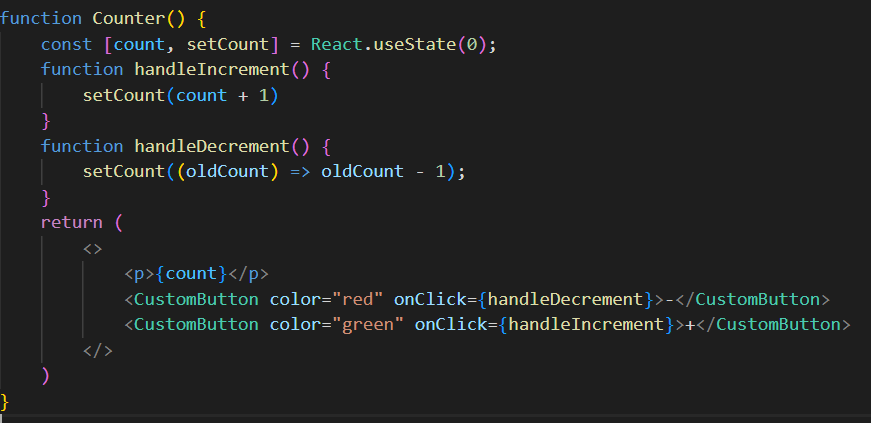 function Counter() {
    const [count, setCount] = React.useState(0);
    function handleIncrement() {
        setCount(count + 1)
    }
    function handleDecrement() {
        setCount((oldCount) => oldCount - 1);
    }
    return (
        <>
            <p>{count}</p>
            <CustomButton color="red" onClick={handleDecrement}>-</CustomButton>
            <CustomButton color="green" onClick={handleIncrement}>+</CustomButton>
        </>
    )
}